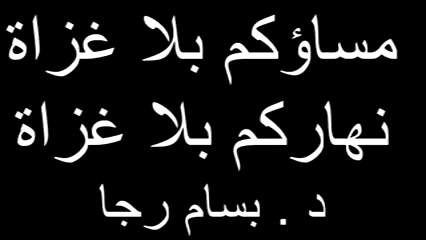 مساؤكم بلا غزاة
نهاركم بلا غزاة
د . بسام رجا